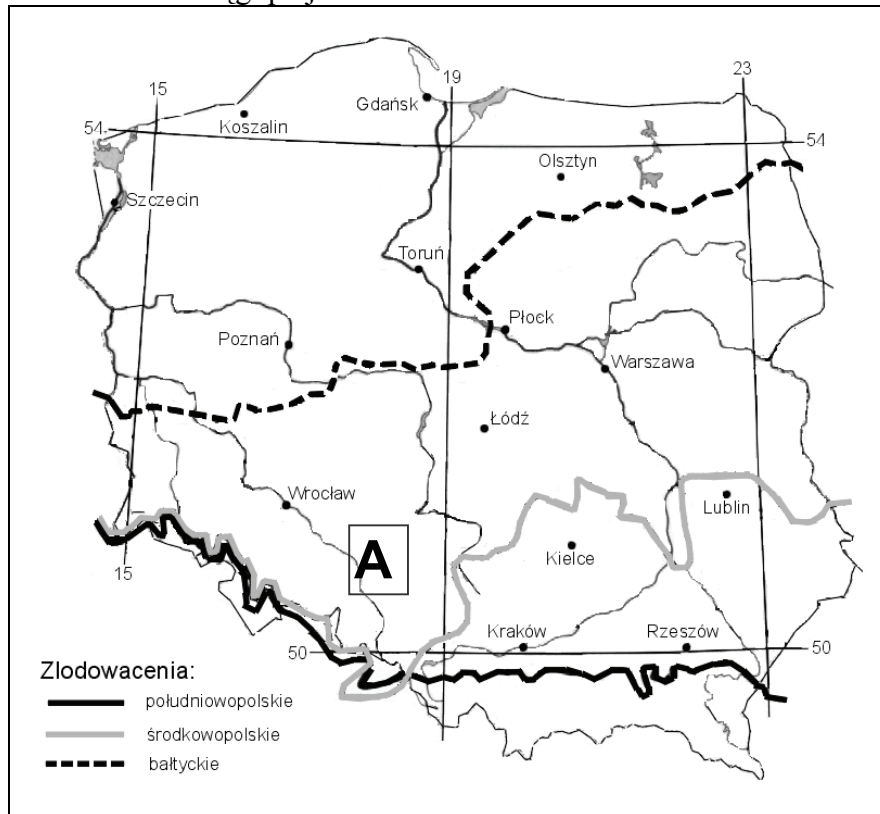 15
19
23
Gdańsk
Koszalin
54
54
Olsztyn
Szczecin
Toruń
Płock
Poznań
Warszawa
Łódź
Wrocław
Lublin
A
Kielce
15
Kraków
Rzeszów
50
50
Zlodowacenia:
południowopolskie
środkowopolskie
bałtyckie